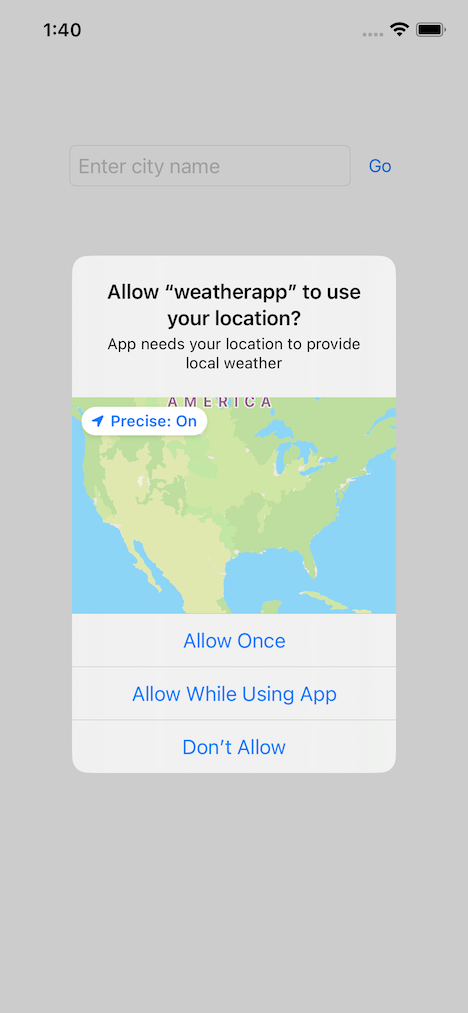 1:40
Enter city name
Go
Allow “weatherapp” to use
your location?
App needs your location to provide
local weather
AMERICA
Precise: On
Allow Once
Allow While Using App
Don’t Allow